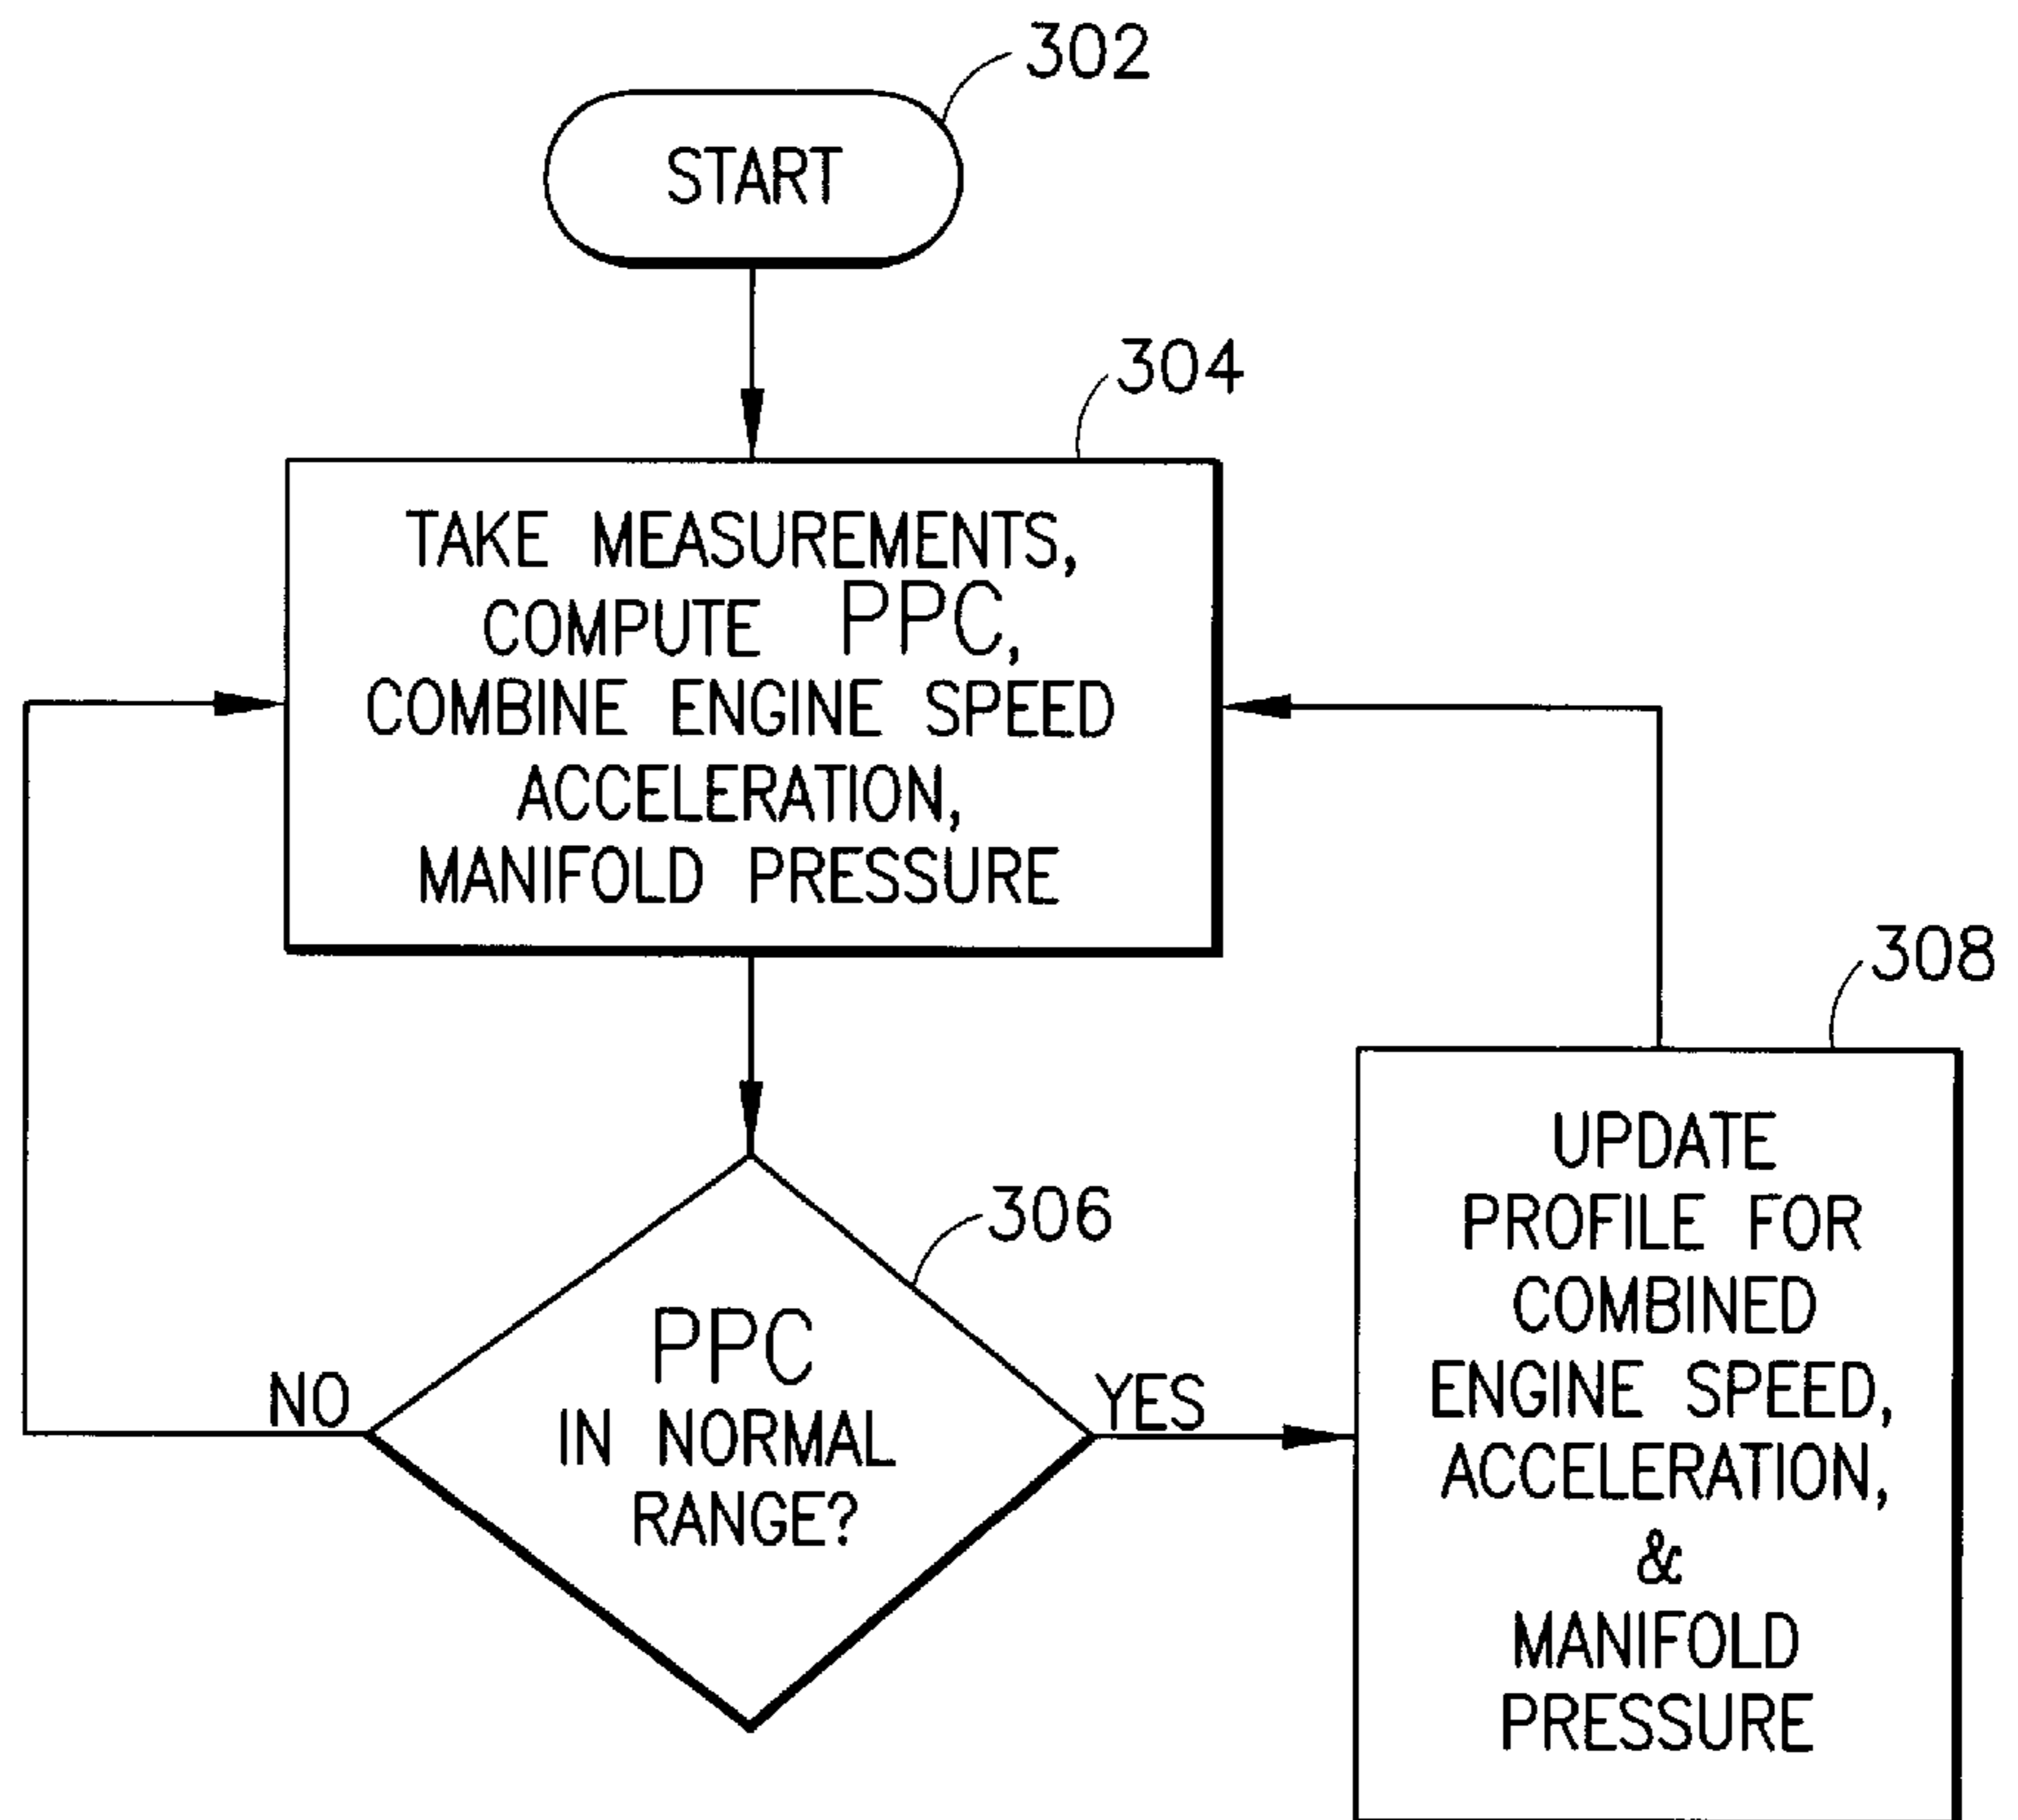 302
START
304
TAKE MEASUREMENTS,
COMPUTE PPC,
COMBINE ENGINE SPEED
ACCELERATION,
MANIFOLD PRESSURE
306
PPC
IN NORMAL
RANGE?
NO
YES
308
UPDATE
PROFILE FOR
COMBINED
ENGINE SPEED,
ACCELERATION,
&
MANIFOLD
PRESSURE